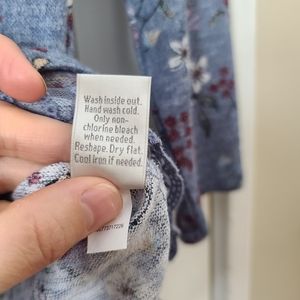 Wash inside out.
Hand wash cold.
Only non-
chlorine bleach
when needed.
Reshape. Dry flat.
Cool iron if needed.